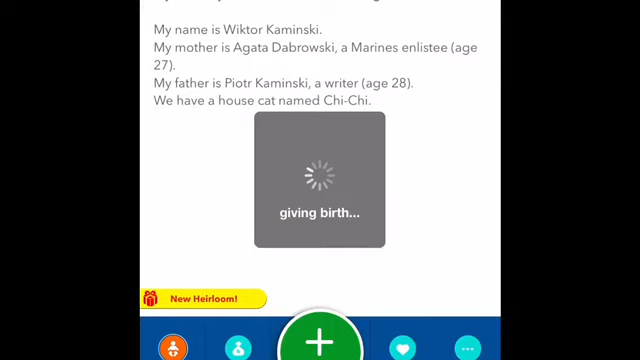 My name is Wiktor Kaminski.
My mother is Agata Dabrowski, a Marines enlistee (age
27).
My father is Piotr Kaminski, a writer (age 28).
We have a house cat named Chi-Chi.
giving birth...
New Heirloom!